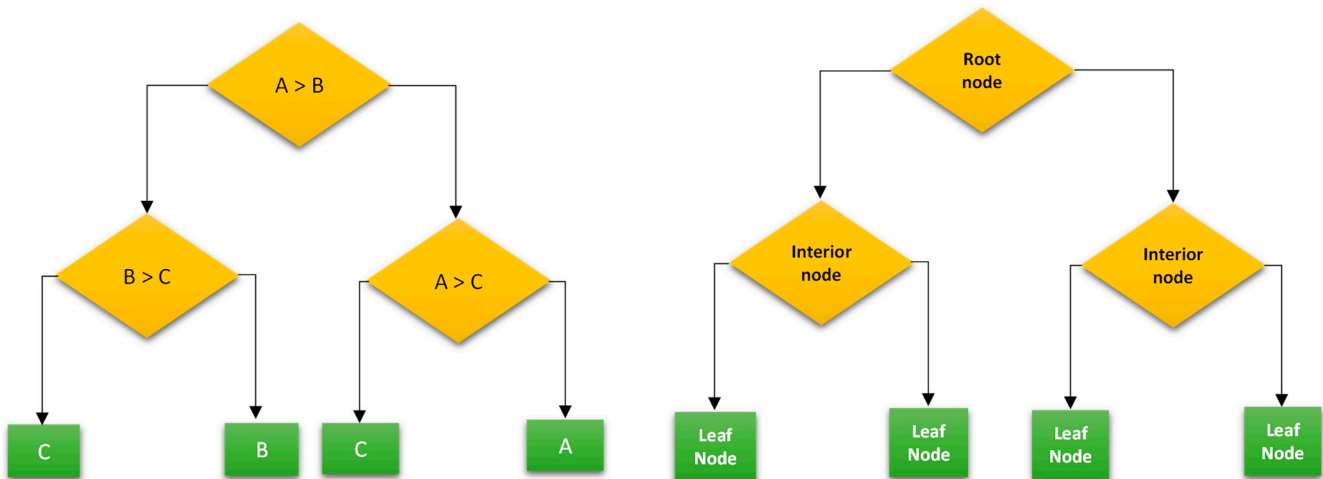 A > B
B > C
A > C
C
B
C
A
Root
node
Interior
node
Interior
node
Leaf
Node
Leaf
Node
Leaf
Node
Leaf
Node